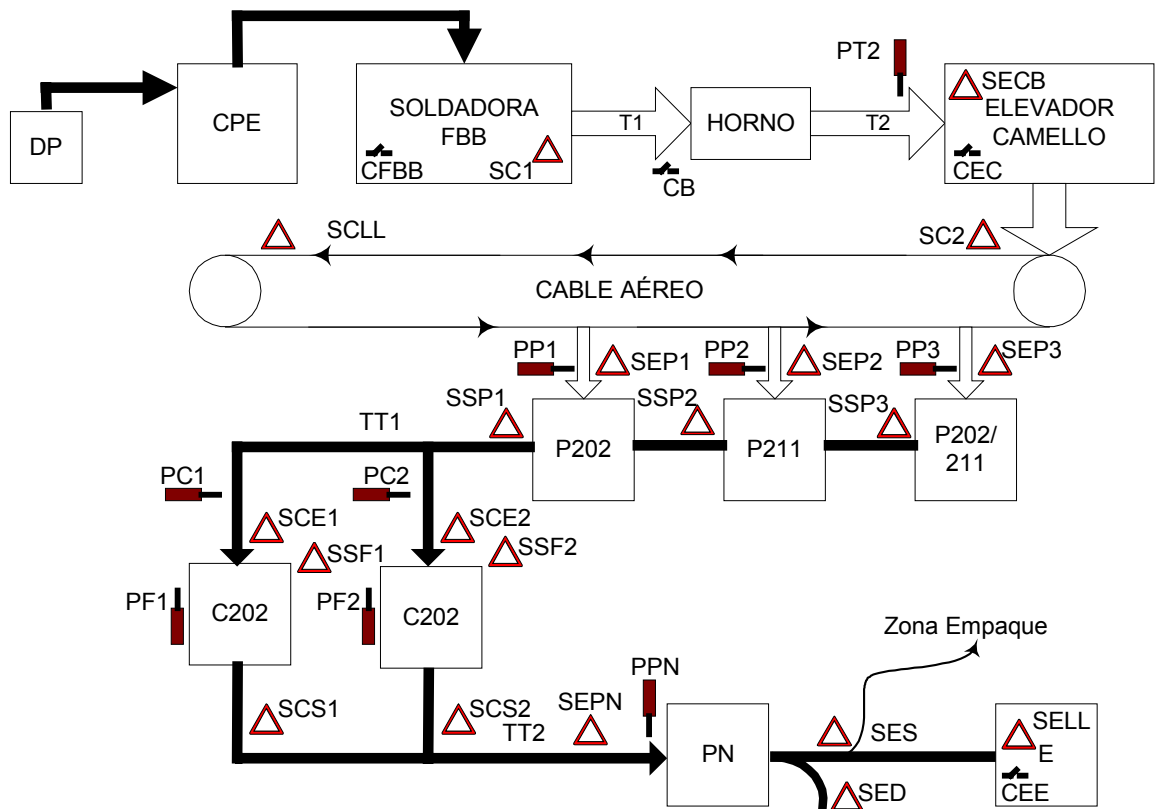 DP
CPE
SOLDADORA
FBB
CFBB
SC1
T1
CB
HORNO
PT2
T2
SECB
ELEVADOR
CAMELLO
CEC
SCLL
SC2
CABLE AÉREO
PP1
SEP1
PP2
SEP2
PP3
SEP3
SSP1
SSP2
SSP3
TT1
P202
P211
P202/
211
PC1
PC2
SCE1
SCE2
SSF1
SSF2
PF1
C202
PF2
C202
Zona Empaque
SCS1
SCS2
TT2
SEPN
PPN
PN
SES
SED
SELL
E
CEE